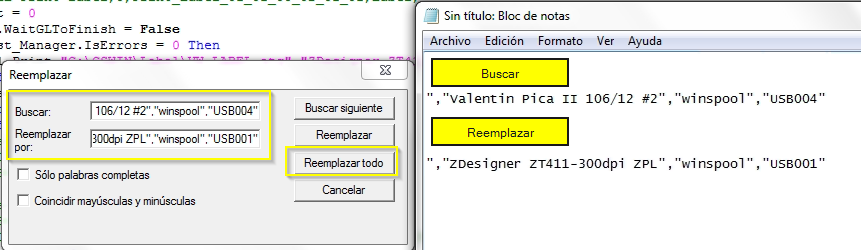 t = 0
.WaitGLToFinish = False
st_Manager.IsErrors = 0 Then
Reemplazar
Buscar:
106/12 #2","winspool","USB004"
Reemplazar por:
300dpi ZPL","winspool","USB001"
Sólo palabras completas
Coincidir mayúsculas y minúsculas
Buscar siguiente
Reemplazar
Reemplazar todo
Cancelar
Sin título: Bloc de notas
Archivo Edición Formato Ver Ayuda
Buscar
","Valentin Pica II 106/12 #2","winspool","USB004"
Reemplazar
","ZDesigner ZT411-300dpi ZPL","winspool","USB001"